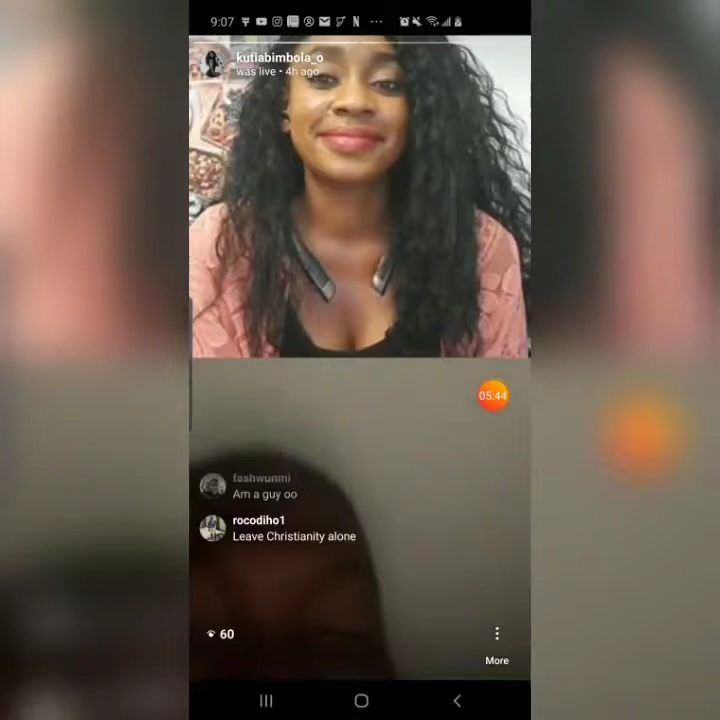 9:07
kutiabimbola_o
was live • 4h ago
05:44
fashwunmi
Am a guy oo
rocodiho1
Leave Christianity alone
60
More